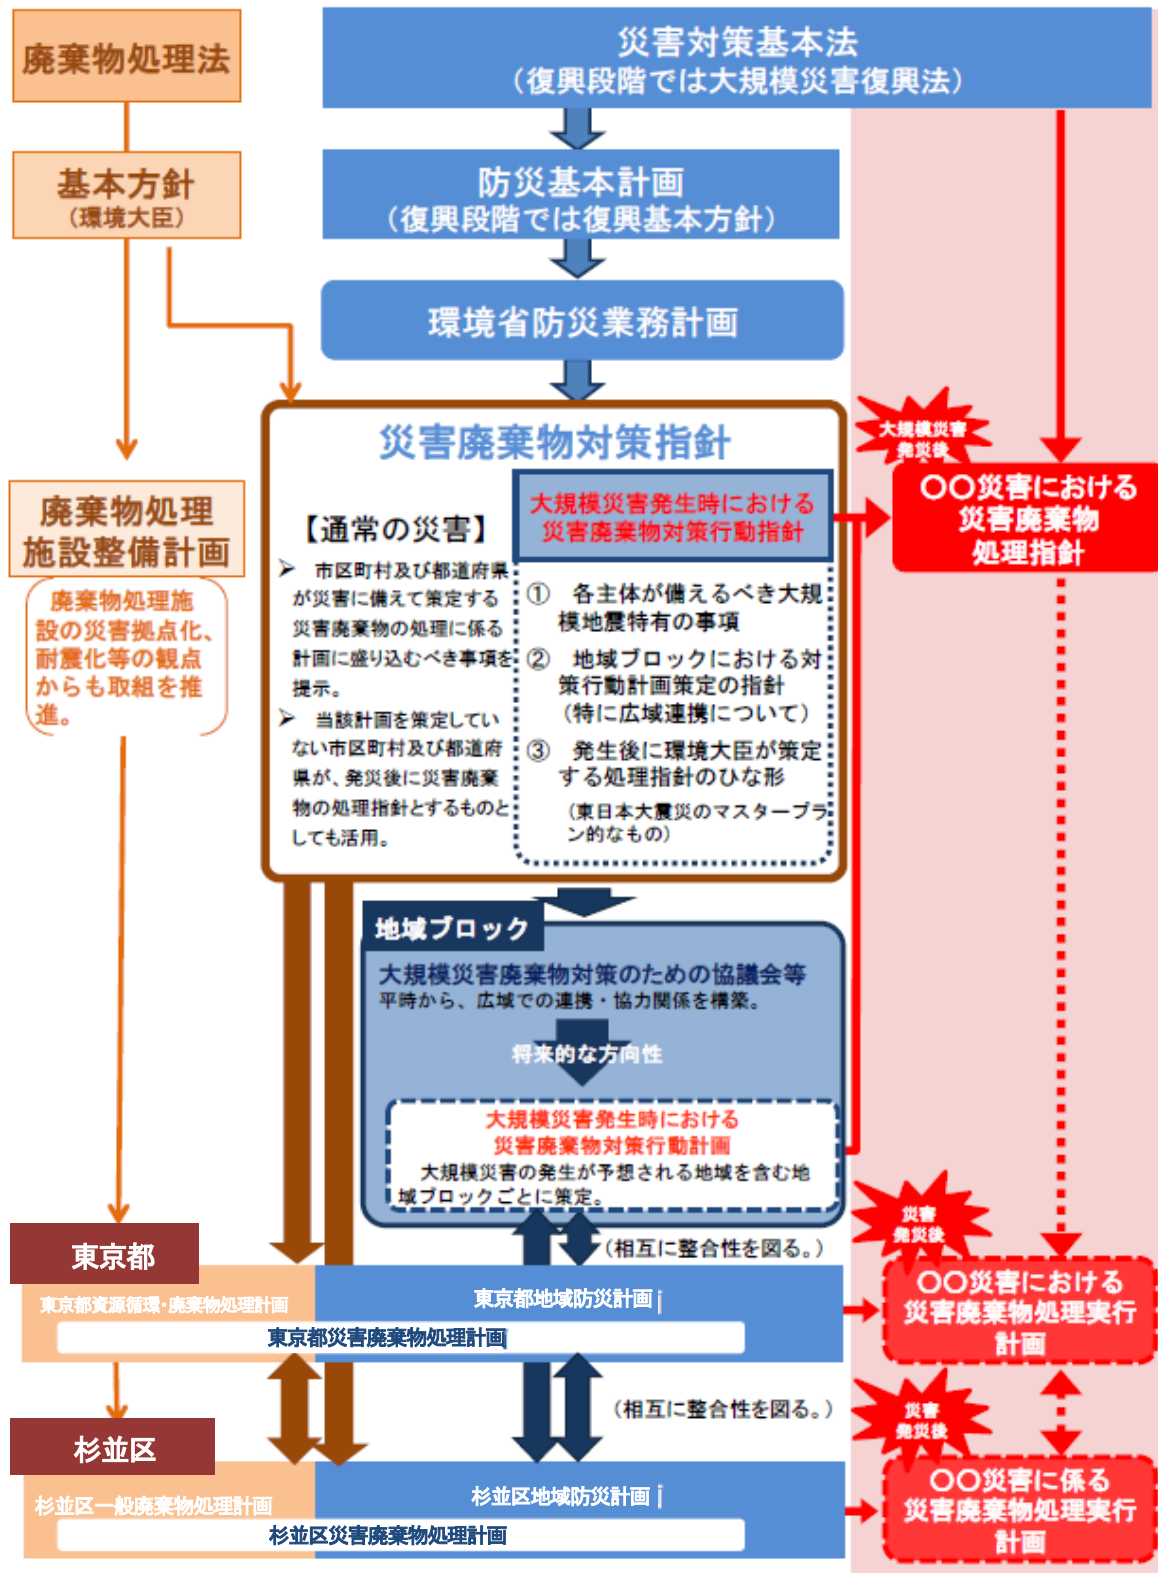 廃棄物処理法
災害対策基本法
（復興段階では大規模災害復興法）
基本方針
（環境大臣）
防災基本計画
（復興段階では復興基本方針）
環境省防災業務計画
災害廃棄物対策指針
大規模災害
発災後
廃棄物処理
施設整備計画
廃棄物処理施
設の災害拠点化、
耐震化等の観点
からも取組を推
進。
【通常の災害】
➢ 市区町村及び都道府県
が災害に備えて策定する
災害廃棄物の処理に係る
計画に盛り込むべき事項を
提示。
➢ 当該計画を策定してい
ない市区町村及び都道府
県が、発災後に災害廃棄
物の処理指針とするものと
しても活用。
大規模災害発生時における
災害廃棄物対策行動指針
① 各主体が備えるべき大規
模地震特有の事項
② 地域ブロックにおける対
策行動計画策定の指針
（特に広域連携について）
③ 発生後に環境大臣が策定
する処理指針のひな形
（東日本大震災のマスタープラ
ン的なもの）
〇〇災害における
災害廃棄物
処理指針
地域ブロック
大規模災害廃棄物対策のための協議会等
平時から、広域での連携・協力関係を構築。
将来的な方向性
大規模災害発生時における
災害廃棄物対策行動計画
大規模災害の発生が予想される地域を含む地
域ブロックごとに策定。
（相互に整合性を図る。）
災害
発災後
東京都
東京都資源循環・廃棄物処理計画
東京都地域防災計画
東京都災害廃棄物処理計画
〇〇災害における
災害廃棄物処理実行
計画
（相互に整合性を図る。）
災害
発災後
杉並区
杉並区一般廃棄物処理計画
杉並区地域防災計画
杉並区災害廃棄物処理計画
〇〇災害に係る
災害廃棄物処理実行
計画